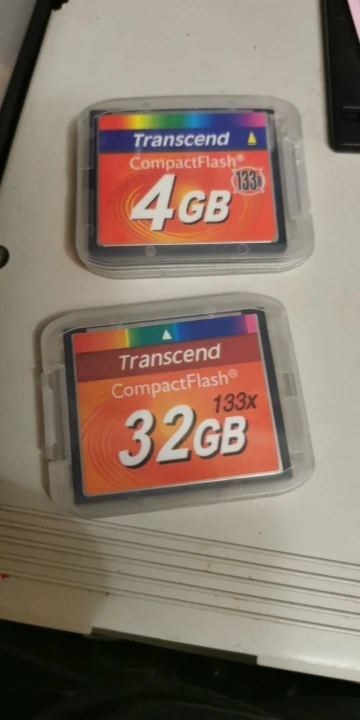 Transcend
CompactFlash®
133x
4GB
Transcend
CompactFlash®
133x
32GB